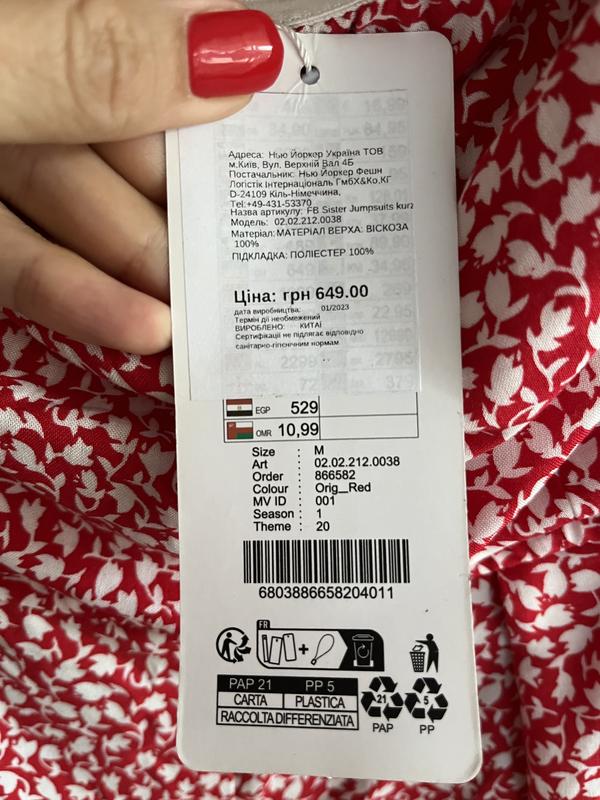 Адреса: Нью Йоркер Україна ТОВ
м.Київ, Вул. Верхній Вал 4Б
Постачальник: Нью Йоркер Фешн
Логістік Інтернаціональ ГмбХ&Ко.КГ
D-24109 Кіль-Німеччина,
Tel:+49-431-53370
Назва артикулу: FB Sister Jumpsuits kurz
Модель: 02.02.212.0038
Матеріал:МАТЕРІАЛ ВЕРХА: ВІСКОЗА
100%
ПІДКЛАДКА: ПОЛІЕСТЕР 100%
Ціна: грн 649.00
дата виробництва: 01/2023
Термін дії необмежений
ВИРОБЛЕНО: КИТАІ
Сертифікації не підлягає відповідно
санітарно-гігієнічним нормам
EGP 529
OMR 10,99
Size : M
Art : 02.02.212.0038
Order : 866582
Colour : Orig_Red
MV ID : 001
Season : 1
Theme : 20
6803886658204011
FR
+
PAP 21 PP 5
CARTA PLASTICA
RACCOLTA DIFFERENZIATA
21 5
PAP PP